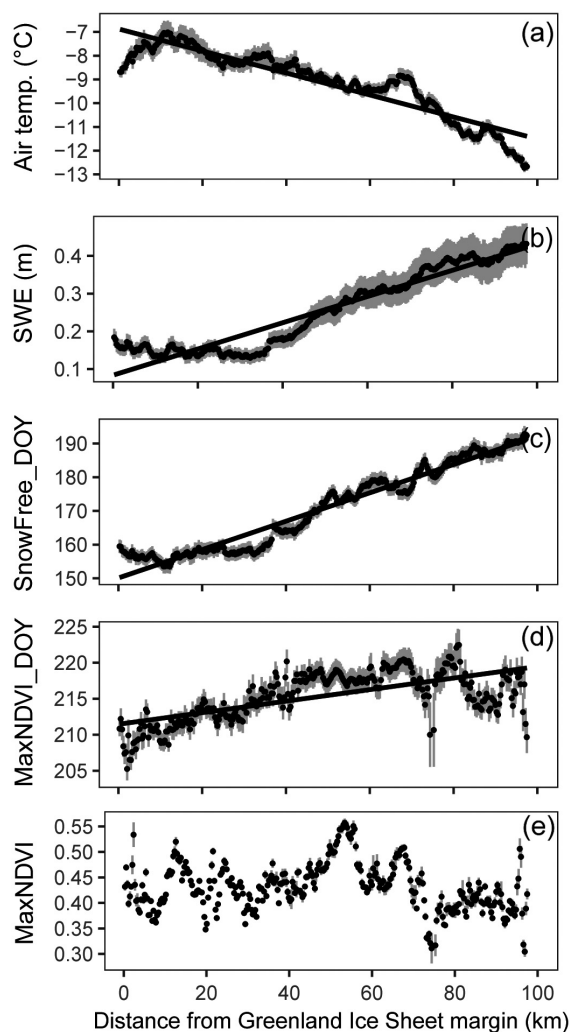 (a)
Air temp. (°C)
−7
−8
−9
−10
−11
−12
−13
(b)
SWE (m)
0.4
0.3
0.2
0.1
(c)
SnowFree_DOY
190
180
170
160
150
(d)
MaxNDVI_DOY
225
220
215
210
205
(e)
MaxNDVI
0.55
0.50
0.45
0.40
0.30
0 20 40 60 80 100
Distance from Greenland Ice Sheet margin (km)